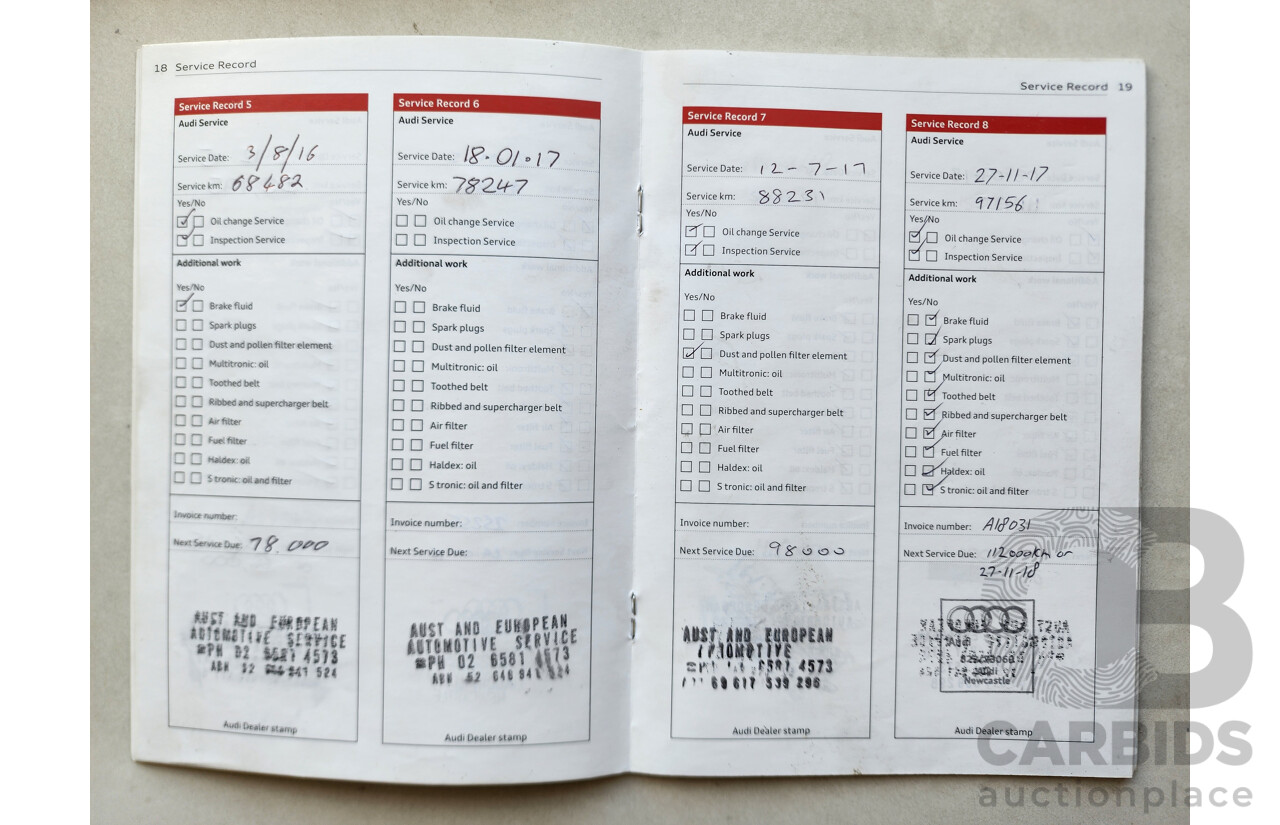 18 Service Record
Service Record 5
Audi Service
Service Date: 3/8/16
Service km: 68482
Yes/No
Oil change Service
Inspection Service
Additional work
Yes/No
Brake fluid
Spark plugs
Dust and pollen filter element
Multitronic: oil
Toothed belt
Ribbed and supercharger belt
Air filter
Fuel filter
Haldex: oil
S tronic: oil and filter
Invoice number:
Next Service Due: 78.000
AUST AND EUROPEAN
AUTOMOTIVE SERVICE
PH 02 6581 4573
Audi Dealer stamp
Service Record 6
Audi Service
Service Date: 18.01.17
Service km: 78247
Yes/No
Oil change Service
Inspection Service
Additional work
Yes/No
Brake fluid
Spark plugs
Dust and pollen filter element
Multitronic: oil
Toothed belt
Ribbed and supercharger belt
Air filter
Fuel filter
Haldex: oil
S tronic: oil and filter
Invoice number:
Next Service Due:
AUST AND EUROPEAN
AUTOMOTIVE SERVICE
PH 02 6581 4573
Audi Dealer stamp
Service Record 19
Service Record 7
Audi Service
Service Date: 12-7-17
Service km: 88231
Yes/No
Oil change Service
Inspection Service
Additional work
Yes/No
Brake fluid
Spark plugs
Dust and pollen filter element
Multitronic: oil
Toothed belt
Ribbed and supercharger belt
Air filter
Fuel filter
Haldex: oil
S tronic: oil and filter
Invoice number:
Next Service Due: 98000
AUST AND EUROPEAN
6581 4573
69 617 539 296
Audi Dealer stamp
Service Record 8
Audi Service
Service Date: 27-11-17
Service km: 97156
Yes/No
Oil change Service
Inspection Service
Additional work
Yes/No
Brake fluid
Spark plugs
Dust and pollen filter element
Multitronic: oil
Toothed belt
Ribbed and supercharger belt
Air filter
Fuel filter
Haldex: oil
S tronic: oil and filter
Invoice number: A18031
Next Service Due: 112000km or
27-11-18
Audi
Newcastle
Audi Dealer stamp
B
CARBIDS
auctionplace